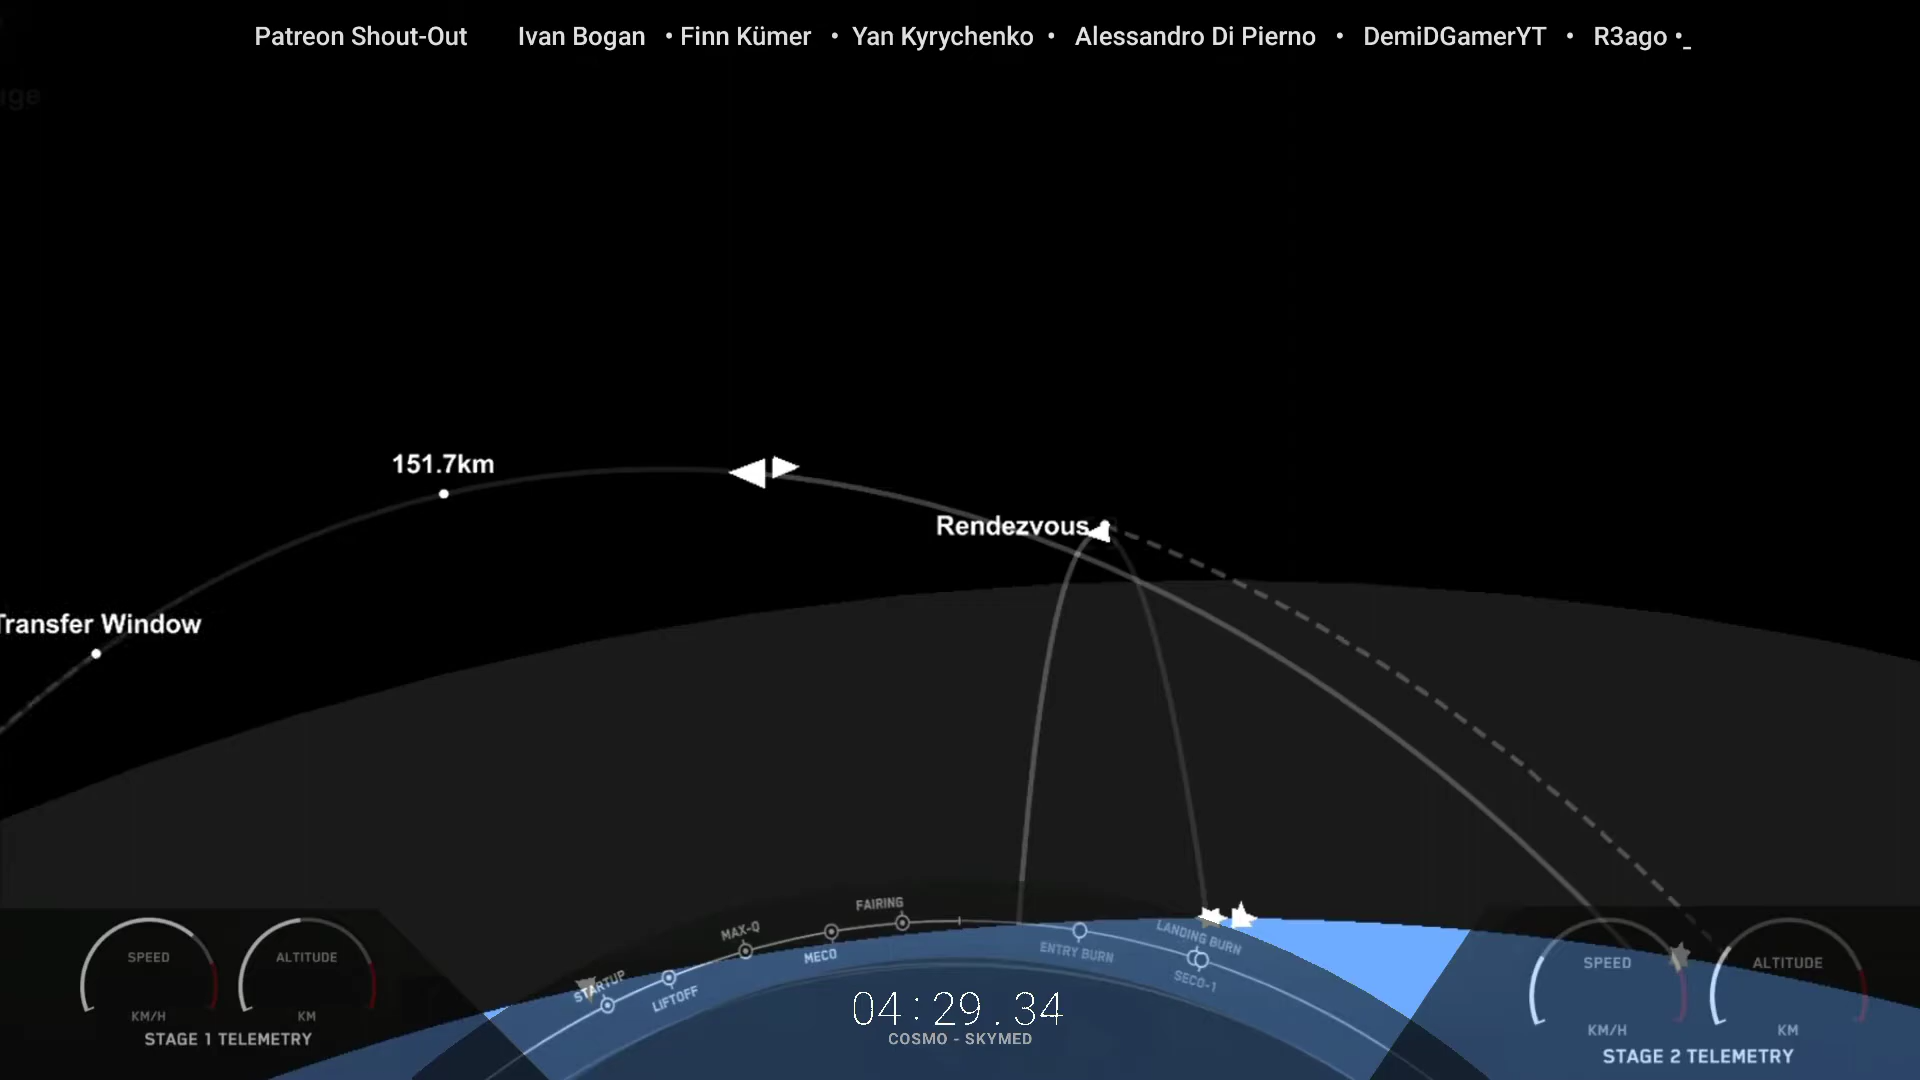 Patreon Shout-Out Ivan Bogan • Finn Kümer • Yan Kyrychenko • Alessandro Di Pierno • DemiDGamerYT • R3ago •_
151.7km
Rendezvous
Transfer Window
FAIRING
MAX-Q
MECO
STARTUP
LIFTOFF
ENTRY BURN
LANDING BURN
SECO-1
SPEED
KM/H
ALTITUDE
KM
STAGE 1 TELEMETRY
04:29.34
COSMO - SKYMED
SPEED
KM/H
ALTITUDE
KM
STAGE 2 TELEMETRY